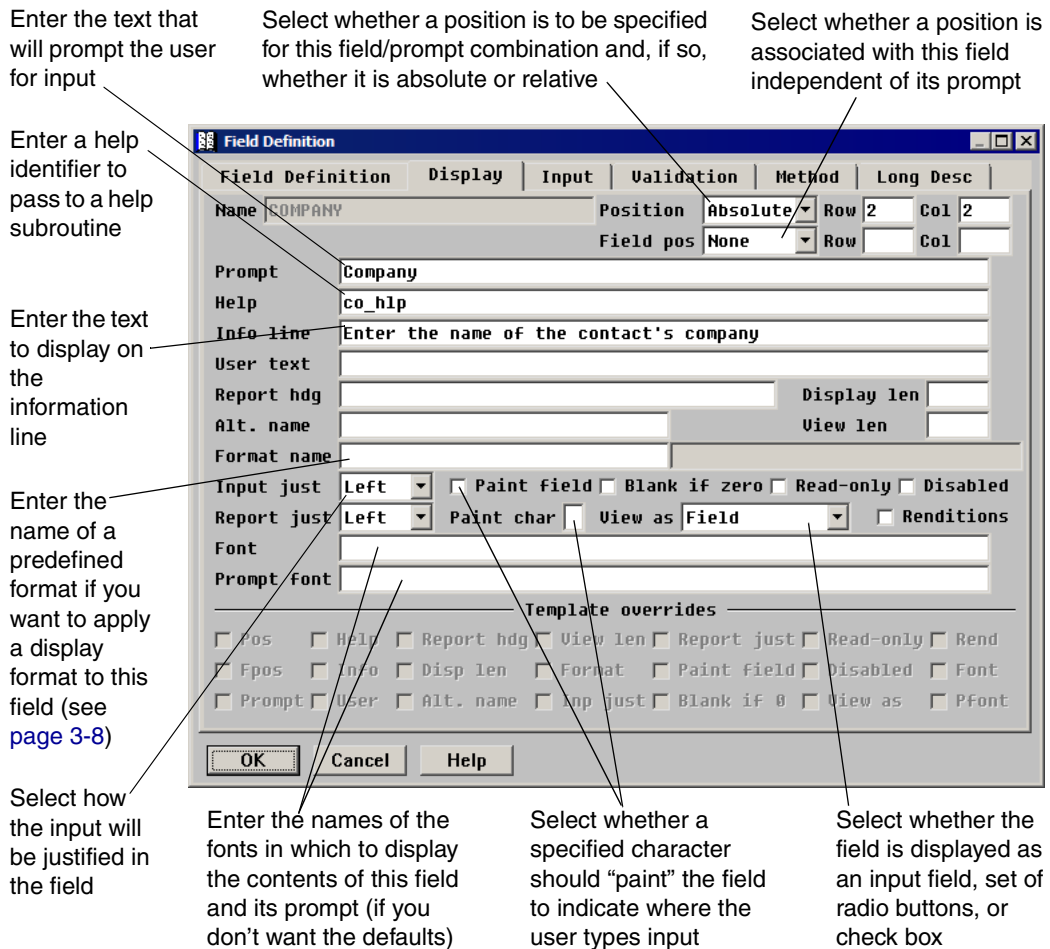 Enter the text that
will prompt the user
for input
Select whether a position is to be specified
for this field/prompt combination and, if so,
whether it is absolute or relative
Select whether a position is
associated with this field
independent of its prompt
Enter a help
identifier to
pass to a help
subroutine
Enter the text
to display on
the
information
line
Enter the
name of a
predefined
format if you
want to apply
a display
format to this
field (see
page 3-8)
Select how
the input will
be justified in
the field
Field Definition
Field Definition Display Input Validation Method Long Desc
Name COMPANY Position Absolute Row 2 Col 2
Field pos None Row Col
Prompt Company
Help co_hlp
Info line Enter the name of the contact's company
User text
Report hdg Display len
Alt. name View len
Format name
Input just Left Paint field Blank if zero Read-only Disabled
Report just Left Paint char View as Field Renditions
Font
Prompt font
Template overrides
Pos Help Report hdg View len Report just Read-only Rend
Fpos Info Disp len Format Paint field Disabled Font
Prompt User Alt. name Inp just Blank if 0 View as Pfont
OK Cancel Help
Enter the names of the
fonts in which to display
the contents of this field
and its prompt (if you
don't want the defaults)
Select whether a
specified character
should “paint” the field
to indicate where the
user types input
Select whether the
field is displayed as
an input field, set of
radio buttons, or
check box